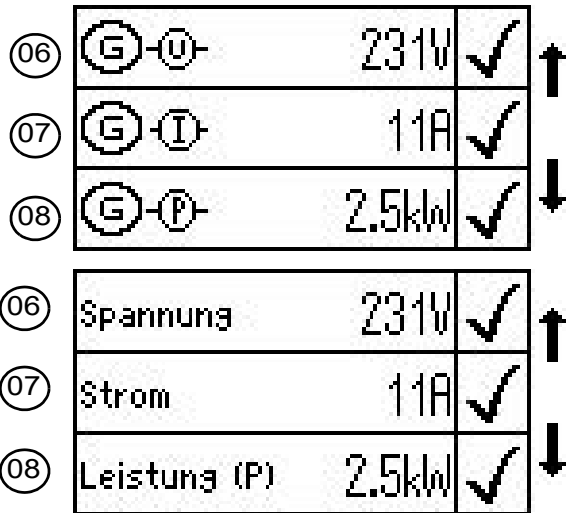 06 G U 231V
07 G I 11A
08 G P 2.5kW
06 Spannung 231V
07 Strom 11A
08 Leistung (P) 2.5kW